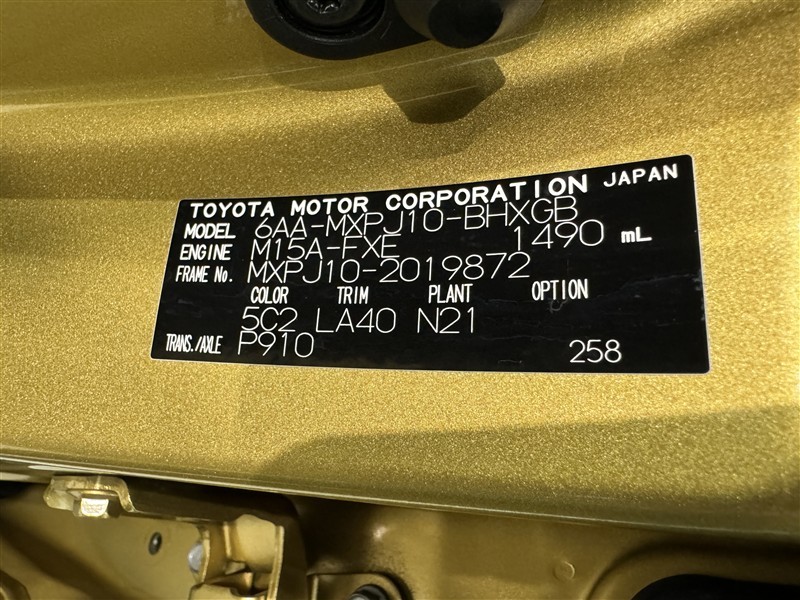 TOYOTA MOTOR CORPORATION JAPAN
MODEL 6AA-MXPJ10-BHXGB
ENGINE M15A-FXE 1490 mL
FRAME No. MXPJ10-2019872
COLOR TRIM PLANT OPTION
5C2 LA40 N21
TRANS./AXLE P910 258